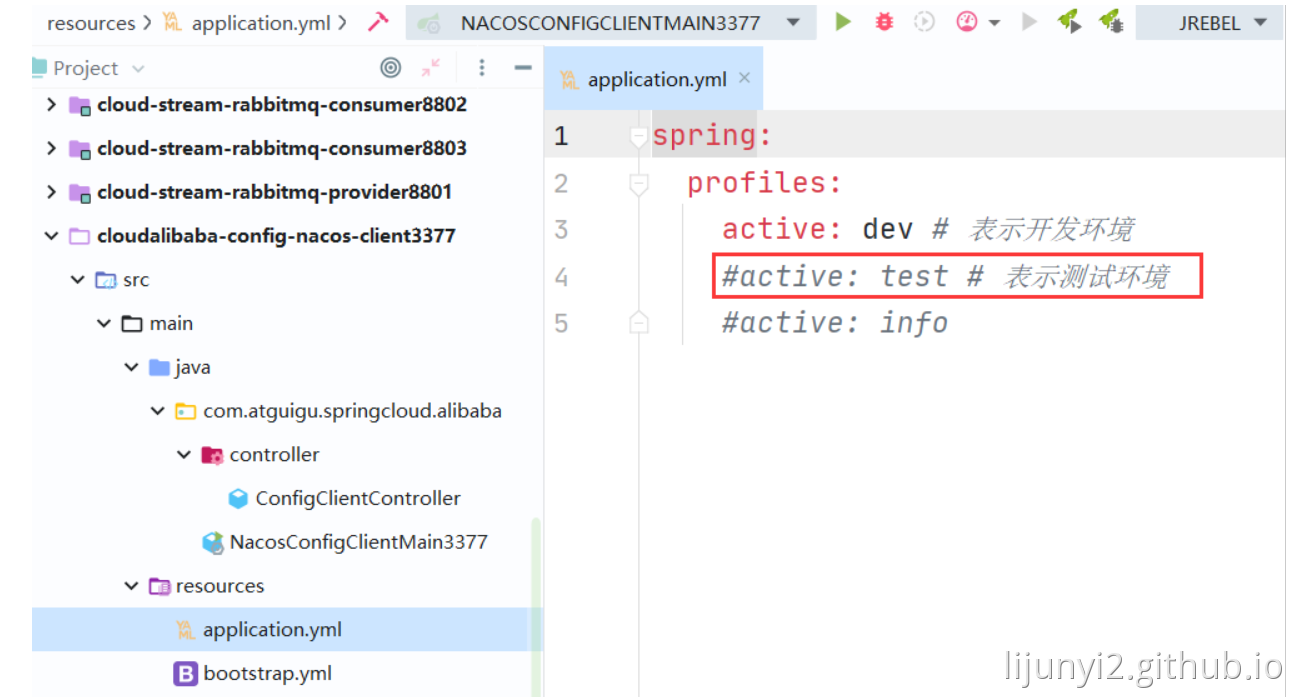 resources application.yml NACOSCONFIGCLIENTMAIN3377 JREBEL
Project
cloud-stream-rabbitmq-consumer8802
cloud-stream-rabbitmq-consumer8803
cloud-stream-rabbitmq-provider8801
cloudalibaba-config-nacos-client3377
src
main
java
com.atguigu.springcloud.alibaba
controller
ConfigClientController
NacosConfigClientMain3377
resources
application.yml
B bootstrap.yml
application.yml
1 spring:
2 profiles:
3 active: dev # 表示开发环境
4 #active: test # 表示测试环境
5 #active: info
lijunyi2.github.io